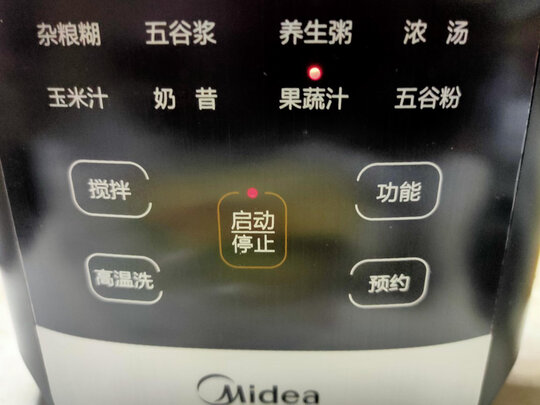 杂粮糊 五谷浆 养生粥 浓 汤
玉米汁 奶 昔 果蔬汁 五谷粉
搅拌 功能
启动
停止
高温洗 预约
Midea